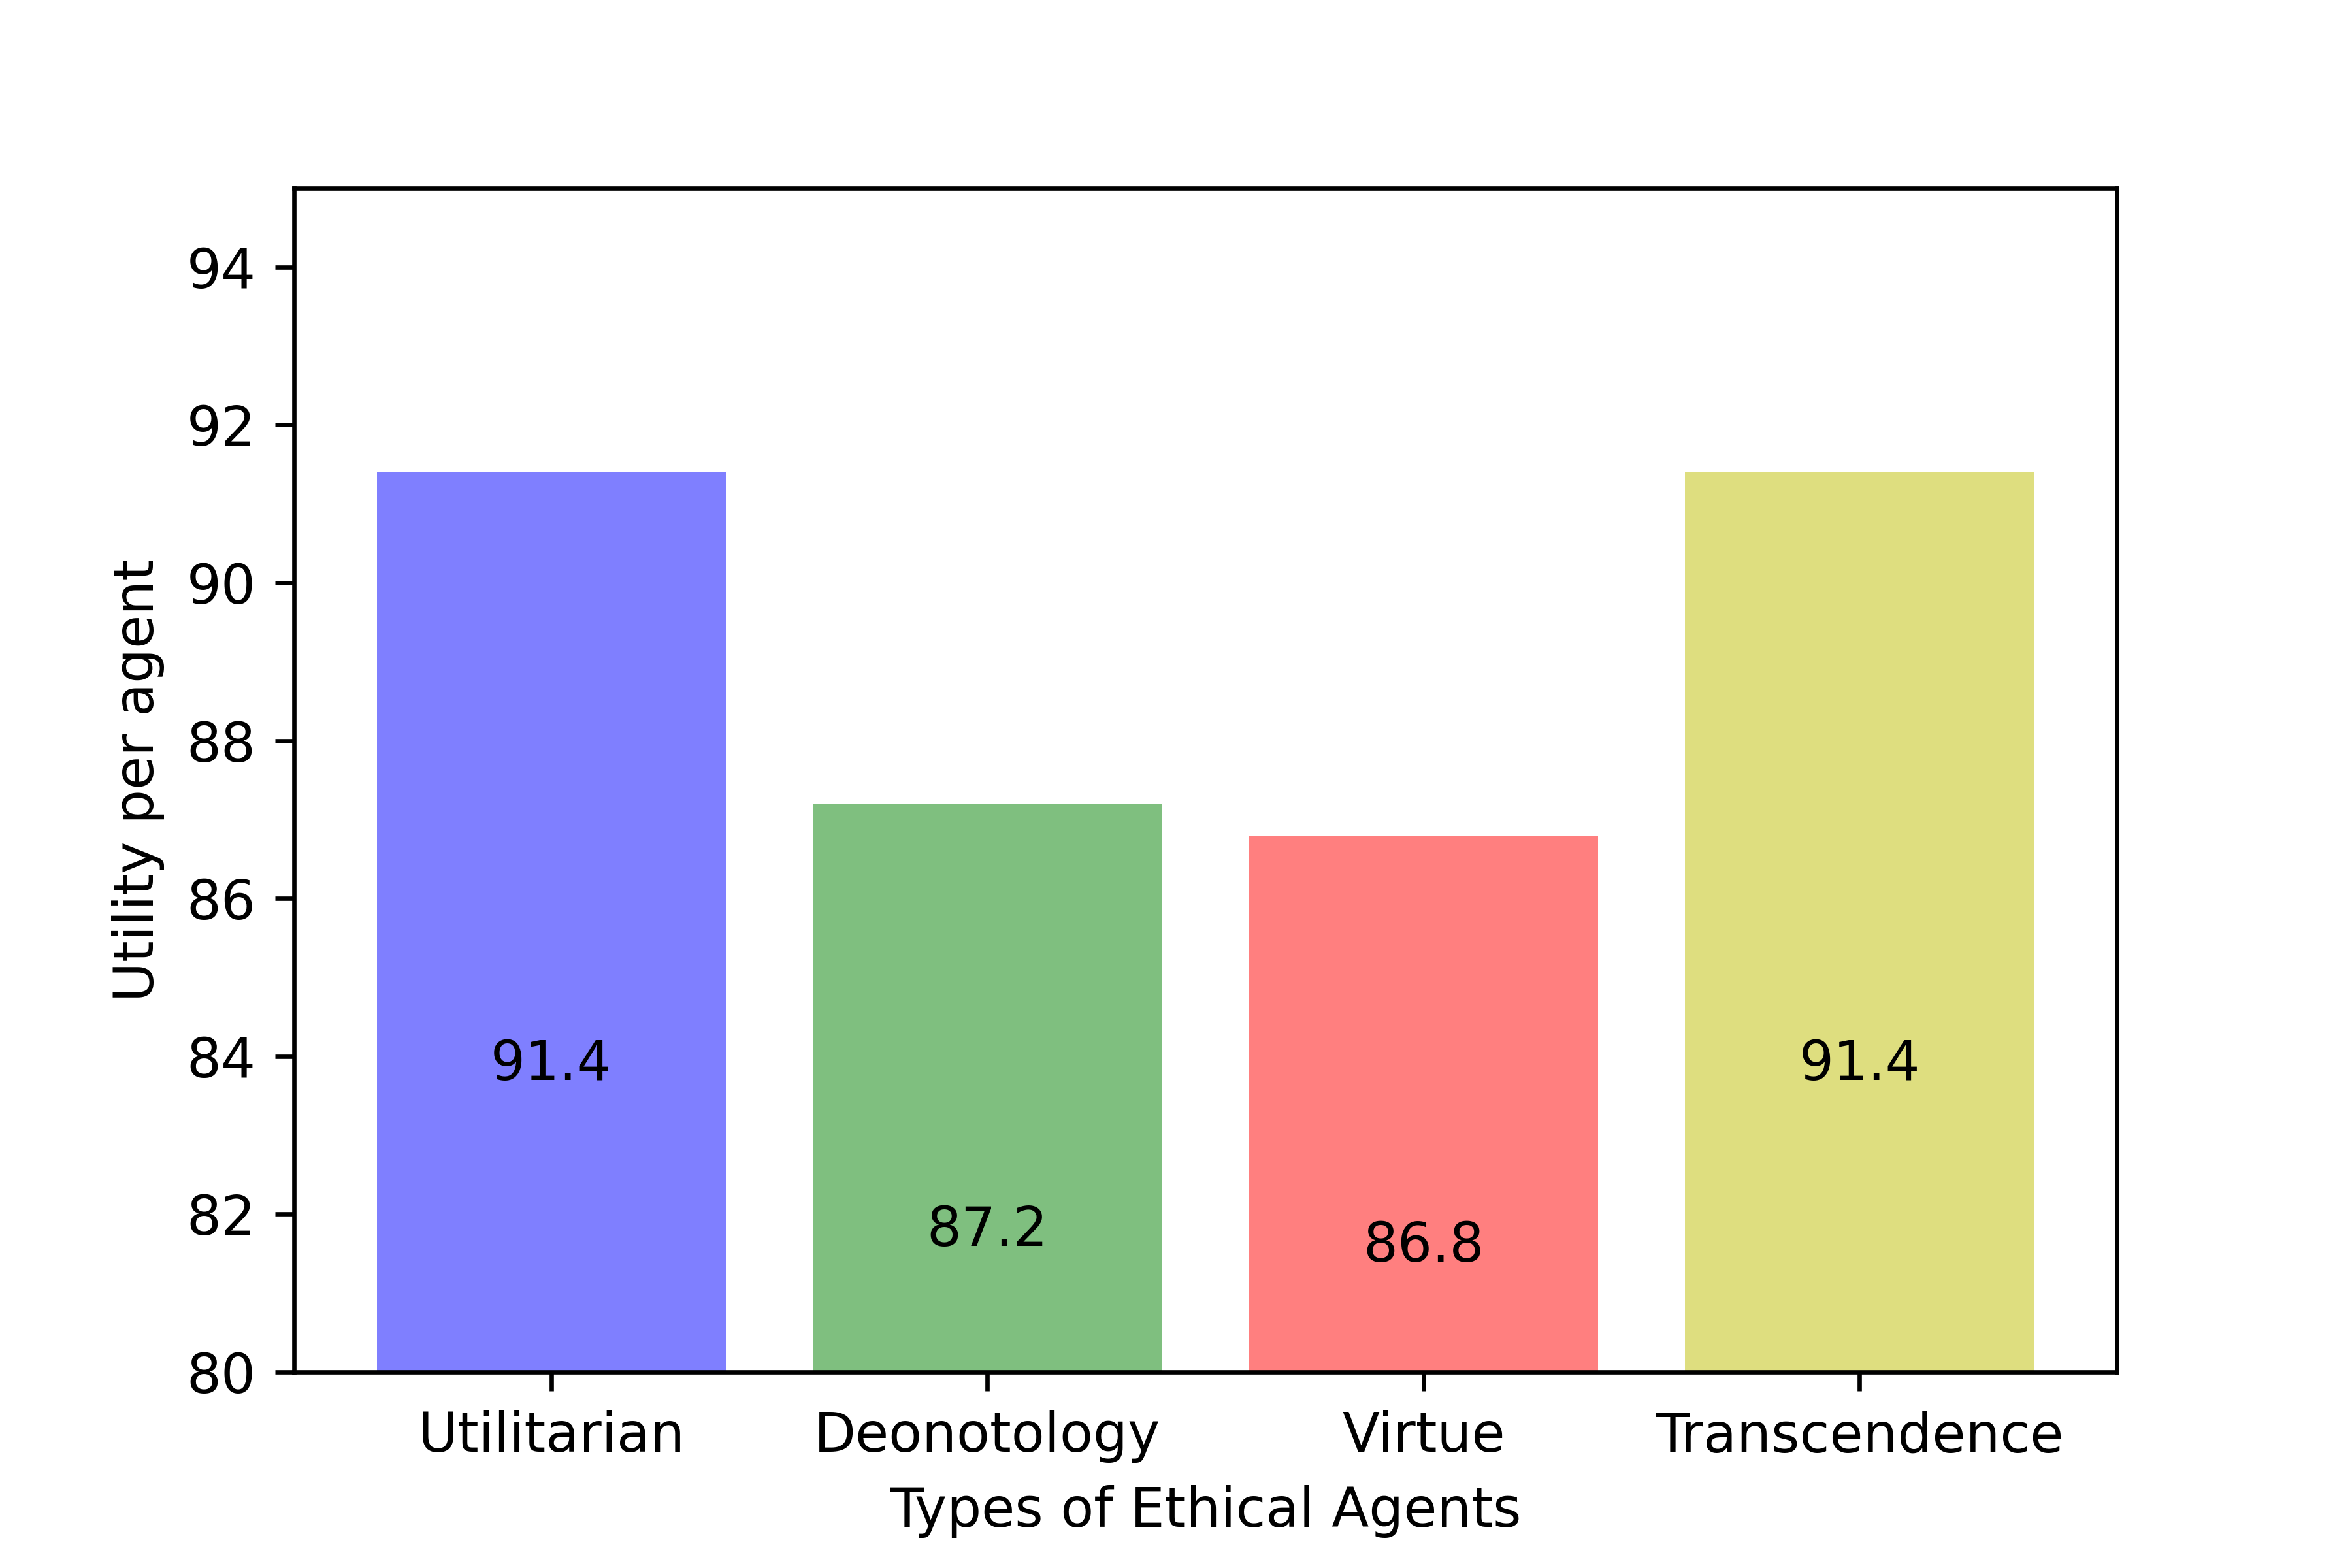 94
92
90
88
86
84
82
80
Utility per agent
91.4
87.2
86.8
91.4
Utilitarian
Deonotology
Virtue
Transcendence
Types of Ethical Agents